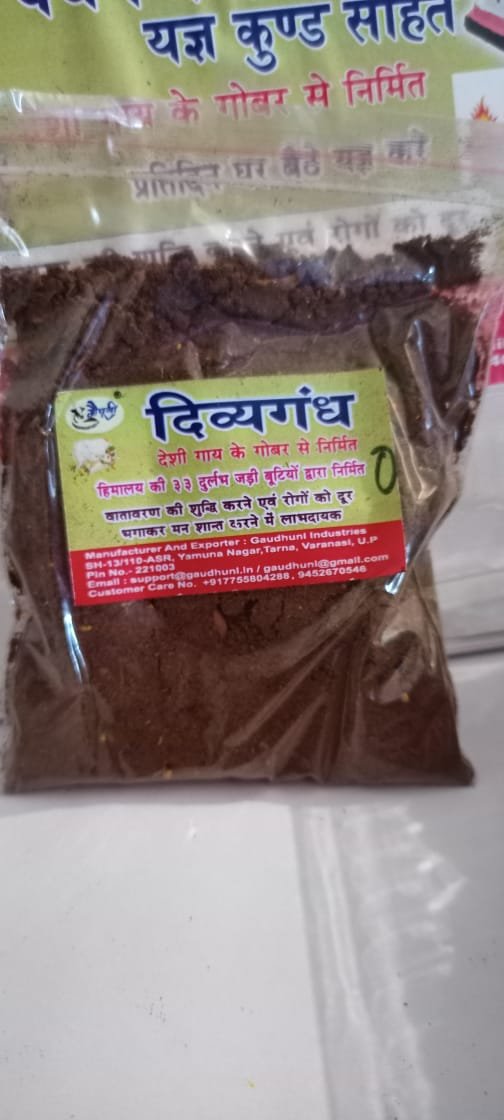 यज्ञ कुण्ड सहित
देशी गाय के गोबर से निर्मित
प्रतिदिन घर बैठे यज्ञ करें
एवं रोगों को दूर
दिव्यगंध
देशी गाय के गोबर से निर्मित
हिमालय की ३३ दुर्लभ जड़ी बूटियों द्वारा निर्मित
वातावरण की शुद्धि करने एवं रोगों को दूर
भगाकर मन शान्त करने में लाभदायक
0
Manufacturer And Exporter : Gaudhuni Industries
SH-13/110-ASR, Yamuna Nagar,Tarna, Varanasi, U.P
Pin No.- 221003
Email : support@gaudhuni.in / gaudhuni@gmail.com
Customer Care No. +917755804288, 9452670546